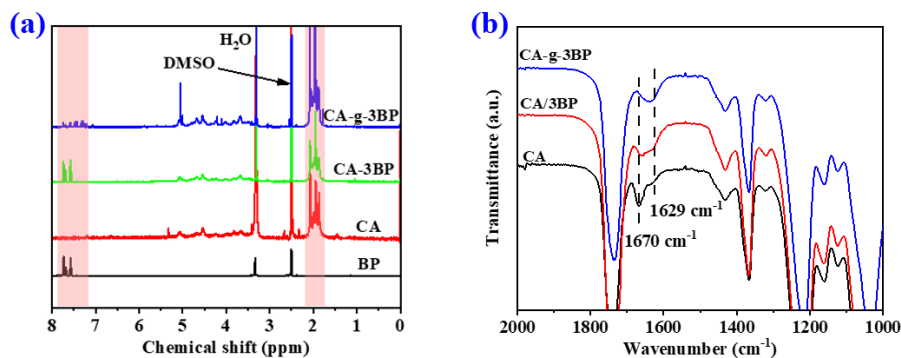 (a)
H₂O
DMSO
CA-g-3BP
CA-3BP
CA
BP
8 7 6 5 4 3 2 1 0
Chemical shift (ppm)
(b)
CA-g-3BP
CA/3BP
CA
1629 cm⁻¹
1670 cm⁻¹
Transmittance (a.u.)
2000 1800 1600 1400 1200 1000
Wavenumber (cm⁻¹)